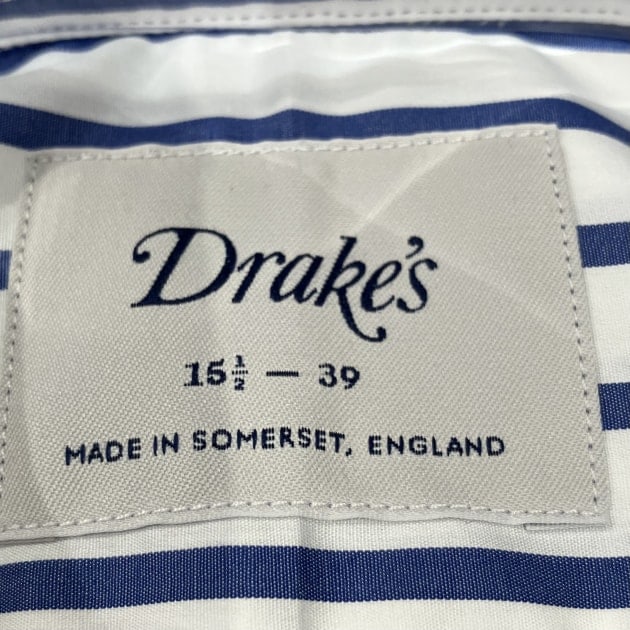 Drake's
15½ — 39
MADE IN SOMERSET, ENGLAND